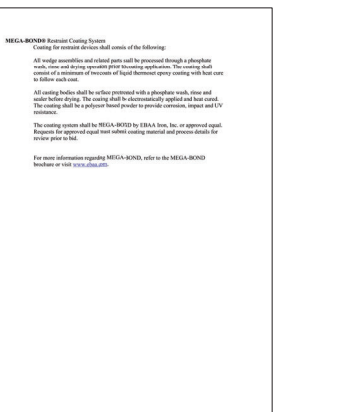 MEGA-BOND® Restraint Coating System
Coating for restraint devices shall consis of the following:
All wedge assemblies and related parts shall be processed through a phosphate
wash, rinse and drying operation prior to coating application. The coating shall
consist of a minimum of two coats of liquid thermoset epoxy coating with heat cure
to follow each coat.
All casting bodies shall be surface pretreated with a phosphate wash, rinse and
sealer before drying. The coating shall be electrostatically applied and heat cured.
The coating shall be a polyester based powder to provide corrosion, impact and UV
resistance.
The coating system shall be MEGA-BOND by EBAA Iron, Inc. or approved equal.
Requests for approved equal must submit coating material and process details for
review prior to bid.
For more information regarding MEGA-BOND, refer to the MEGA-BOND
brochure or visit www.ebaa.com.